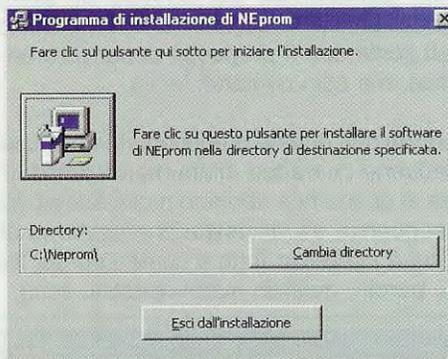 Programma di installazione di NEprom
Fare clic sul pulsante qui sotto per iniziare l'installazione.
Fare clic su questo pulsante per installare il software
di NEprom nella directory di destinazione specificata.
Directory:
C:\Neprom\
Cambia directory
Esci dall'installazione